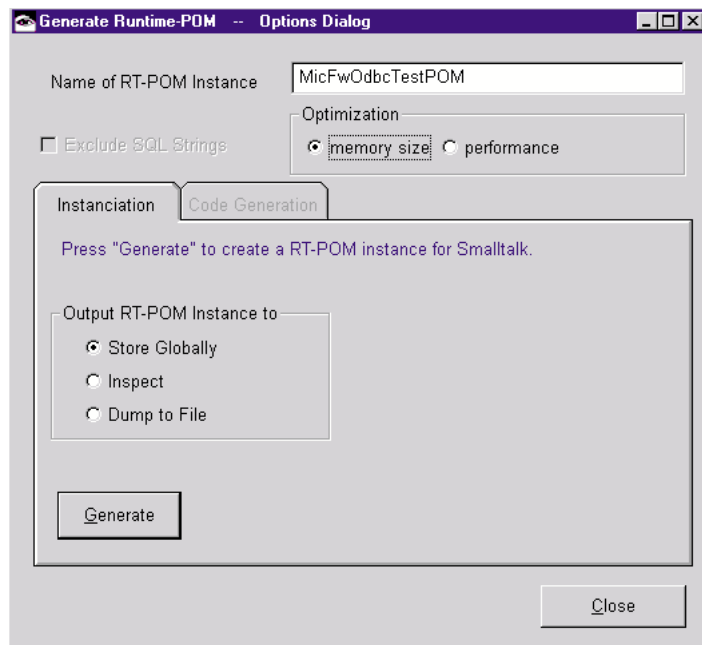 Generate Runtime-POM -- Options Dialog
Name of RT-POM Instance MicFwOdbcTestPOM
Optimization
Exclude SQL Strings memory size performance
Instanciation Code Generation
Press "Generate" to create a RT-POM instance for Smalltalk.
Output RT-POM Instance to
Store Globally
Inspect
Dump to File
Generate
Close